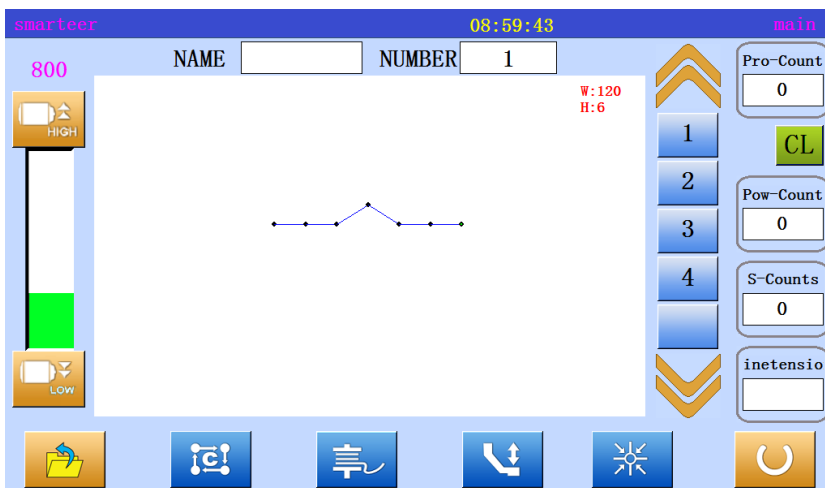 smarteer 08:59:43 main
800 NAME NUMBER 1
W:120
H:6
HIGH
LOW
1
2
3
4
Pro-Count
0
CL
Pow-Count
0
S-Counts
0
inetensio
C